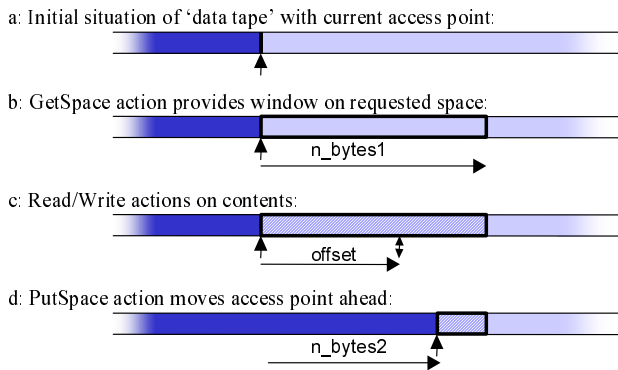 a: Initial situation of ‘data tape’ with current access point:
b: GetSpace action provides window on requested space:
n_bytes1
c: Read/Write actions on contents:
offset
d: PutSpace action moves access point ahead:
n_bytes2